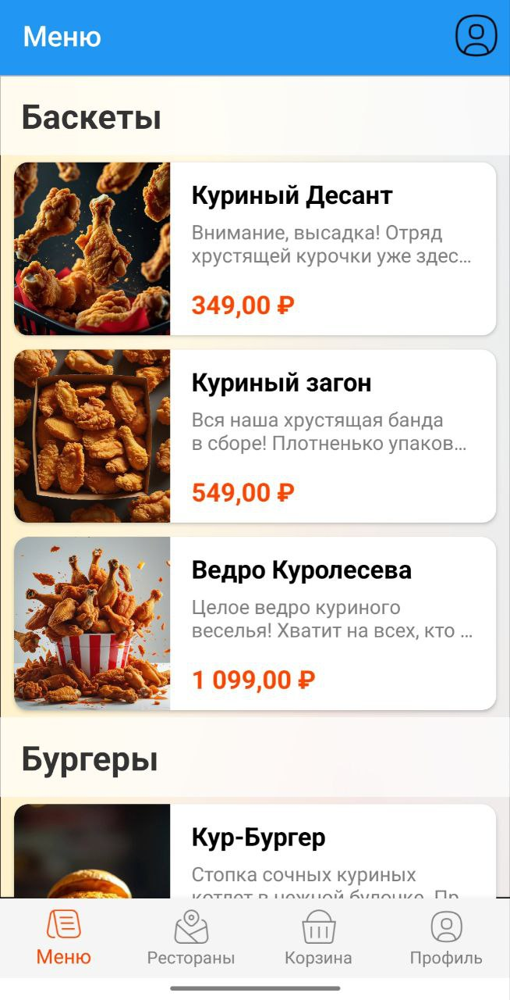 Меню
Баскеты
Куриный Десант
Внимание, высадка! Отряд
хрустящей курочки уже здес...
349,00 ₽
Куриный загон
Вся наша хрустящая банда
в сборе! Плотненько упаков...
549,00 ₽
Ведро Куролесева
Целое ведро куриного
веселья! Хватит на всех, кто ...
1 099,00 ₽
Бургеры
Кур-Бургер
Стопка сочных куриных
котлет в нежной булочке. Пр
Меню
Рестораны
Корзина
Профиль